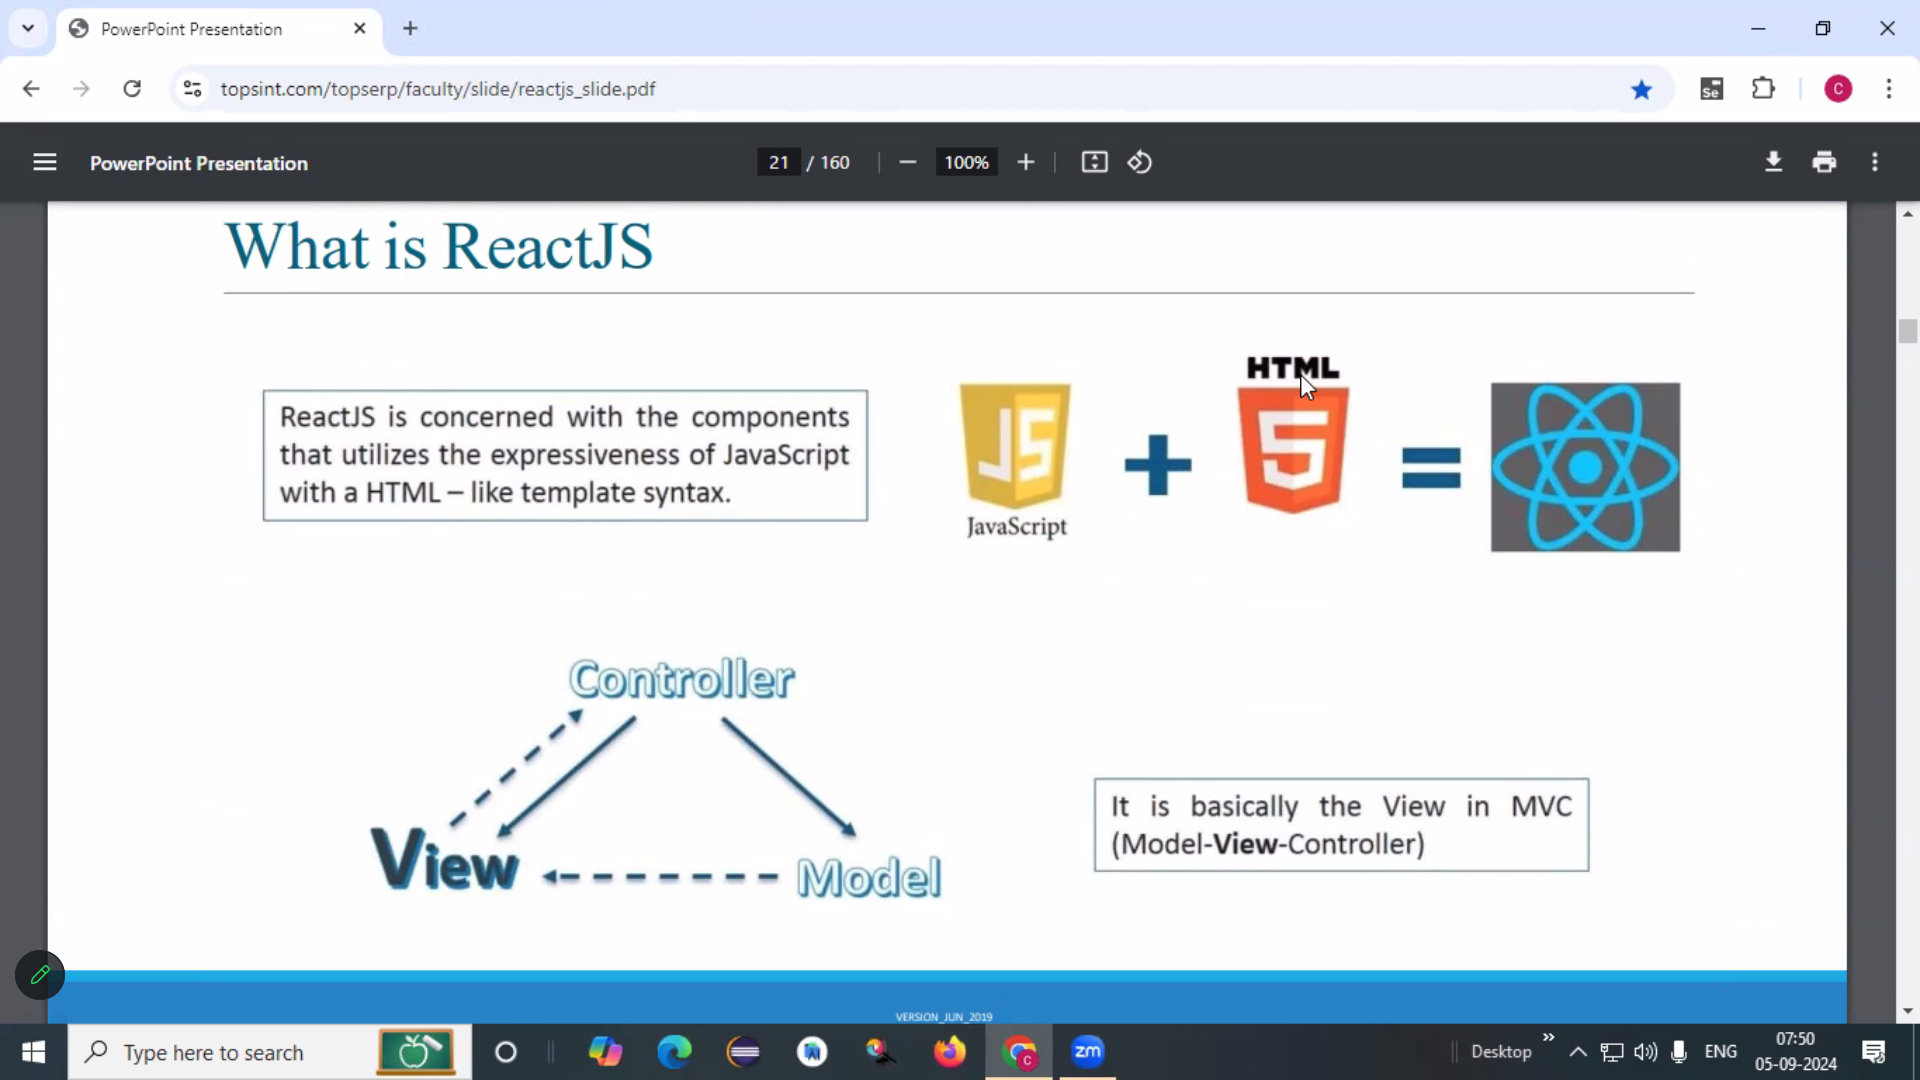 PowerPoint Presentation
topsint.com/topserp/faculty/slide/reactjs_slide.pdf
Se
C
PowerPoint Presentation
21 / 160
100%
What is ReactJS
ReactJS is concerned with the components
that utilizes the expressiveness of JavaScript
with a HTML – like template syntax.
JS
JavaScript
HTML
5
Controller
View
Model
It is basically the View in MVC
(Model-View-Controller)
VERSION_JUN_2019
Type here to search
C
zm
Desktop
ENG
07:50
05-09-2024